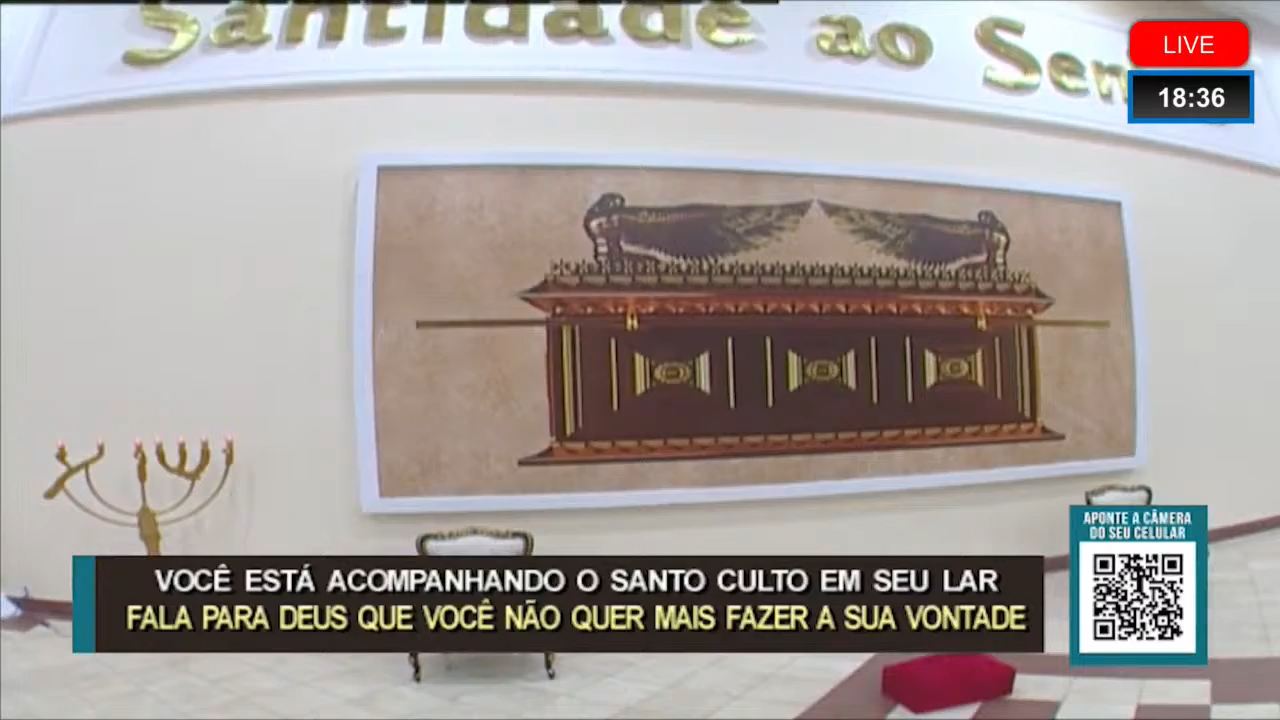 Santidade ao Sen
LIVE
18:36
APONTE A CÂMERA
DO SEU CELULAR
VOCÊ ESTÁ ACOMPANHANDO O SANTO CULTO EM SEU LAR
FALA PARA DEUS QUE VOCÊ NÃO QUER MAIS FAZER A SUA VONTADE